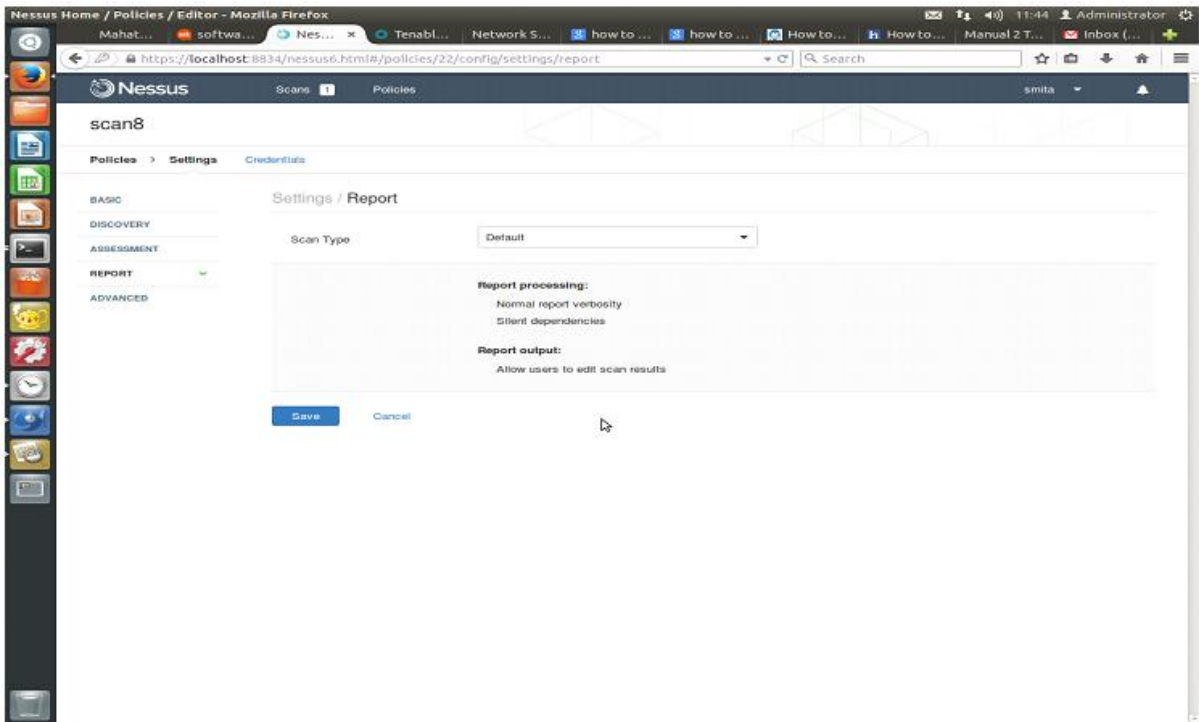 Nessus Home / Policies / Editor - Mozilla Firefox
11:44 Administrator
Mahat... softwa... Nes... × Tenabl... Network S... how to ... how to ... How to... How to... Manual 2 T... Inbox (...
https://localhost:8834/nessus6.html#/policies/22/config/settings/report
Search
Nessus Scans 1 Policies smita
scan8
Policies > Settings Credentials
BASIC
DISCOVERY
ASSESSMENT
REPORT
ADVANCED
Settings / Report
Scan Type Default
Report processing:
Normal report verbosity
Silent dependencies
Report output:
Allow users to edit scan results
Save Cancel